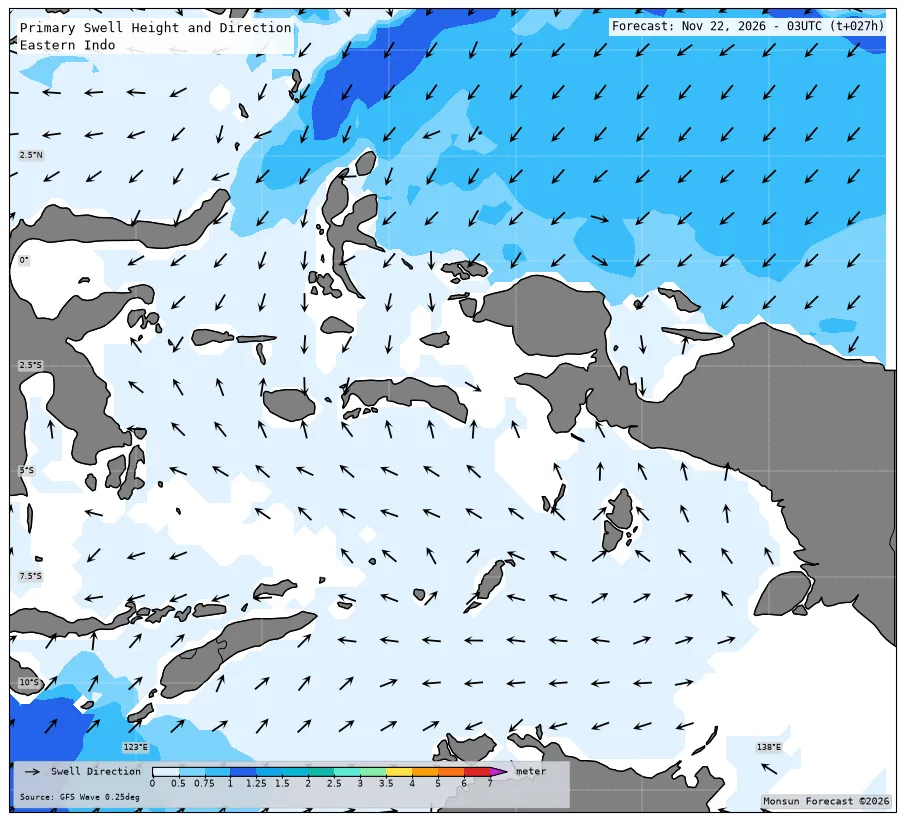 Primary Swell Height and Direction
Eastern Indo
Forecast: Nov 22, 2026 - 03UTC (t+027h)
2.5°N
0°
2.5°S
5°S
7.5°S
10°S
123°E
138°E
Swell Direction
meter
0 0.5 0.75 1 1.25 1.5 2 2.5 3 3.5 4 5 6 7
Source: GFS Wave 0.25deg
Monsun Forecast ©2026